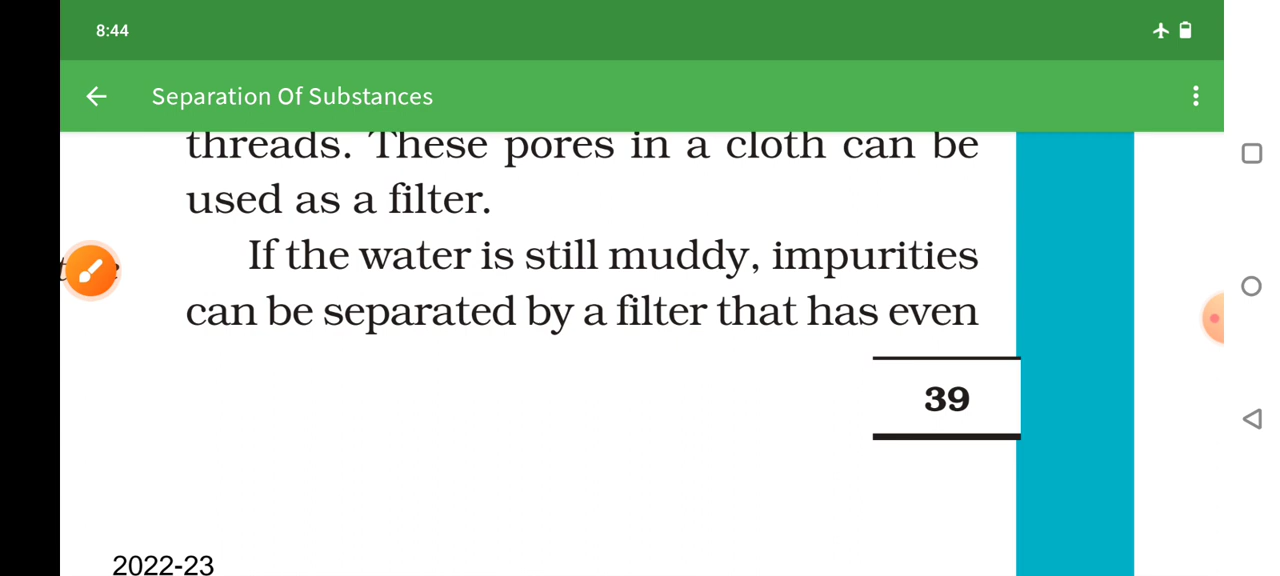 8:44
Separation Of Substances
threads. These pores in a cloth can be
used as a filter.
If the water is still muddy, impurities
can be separated by a filter that has even
39
2022-23